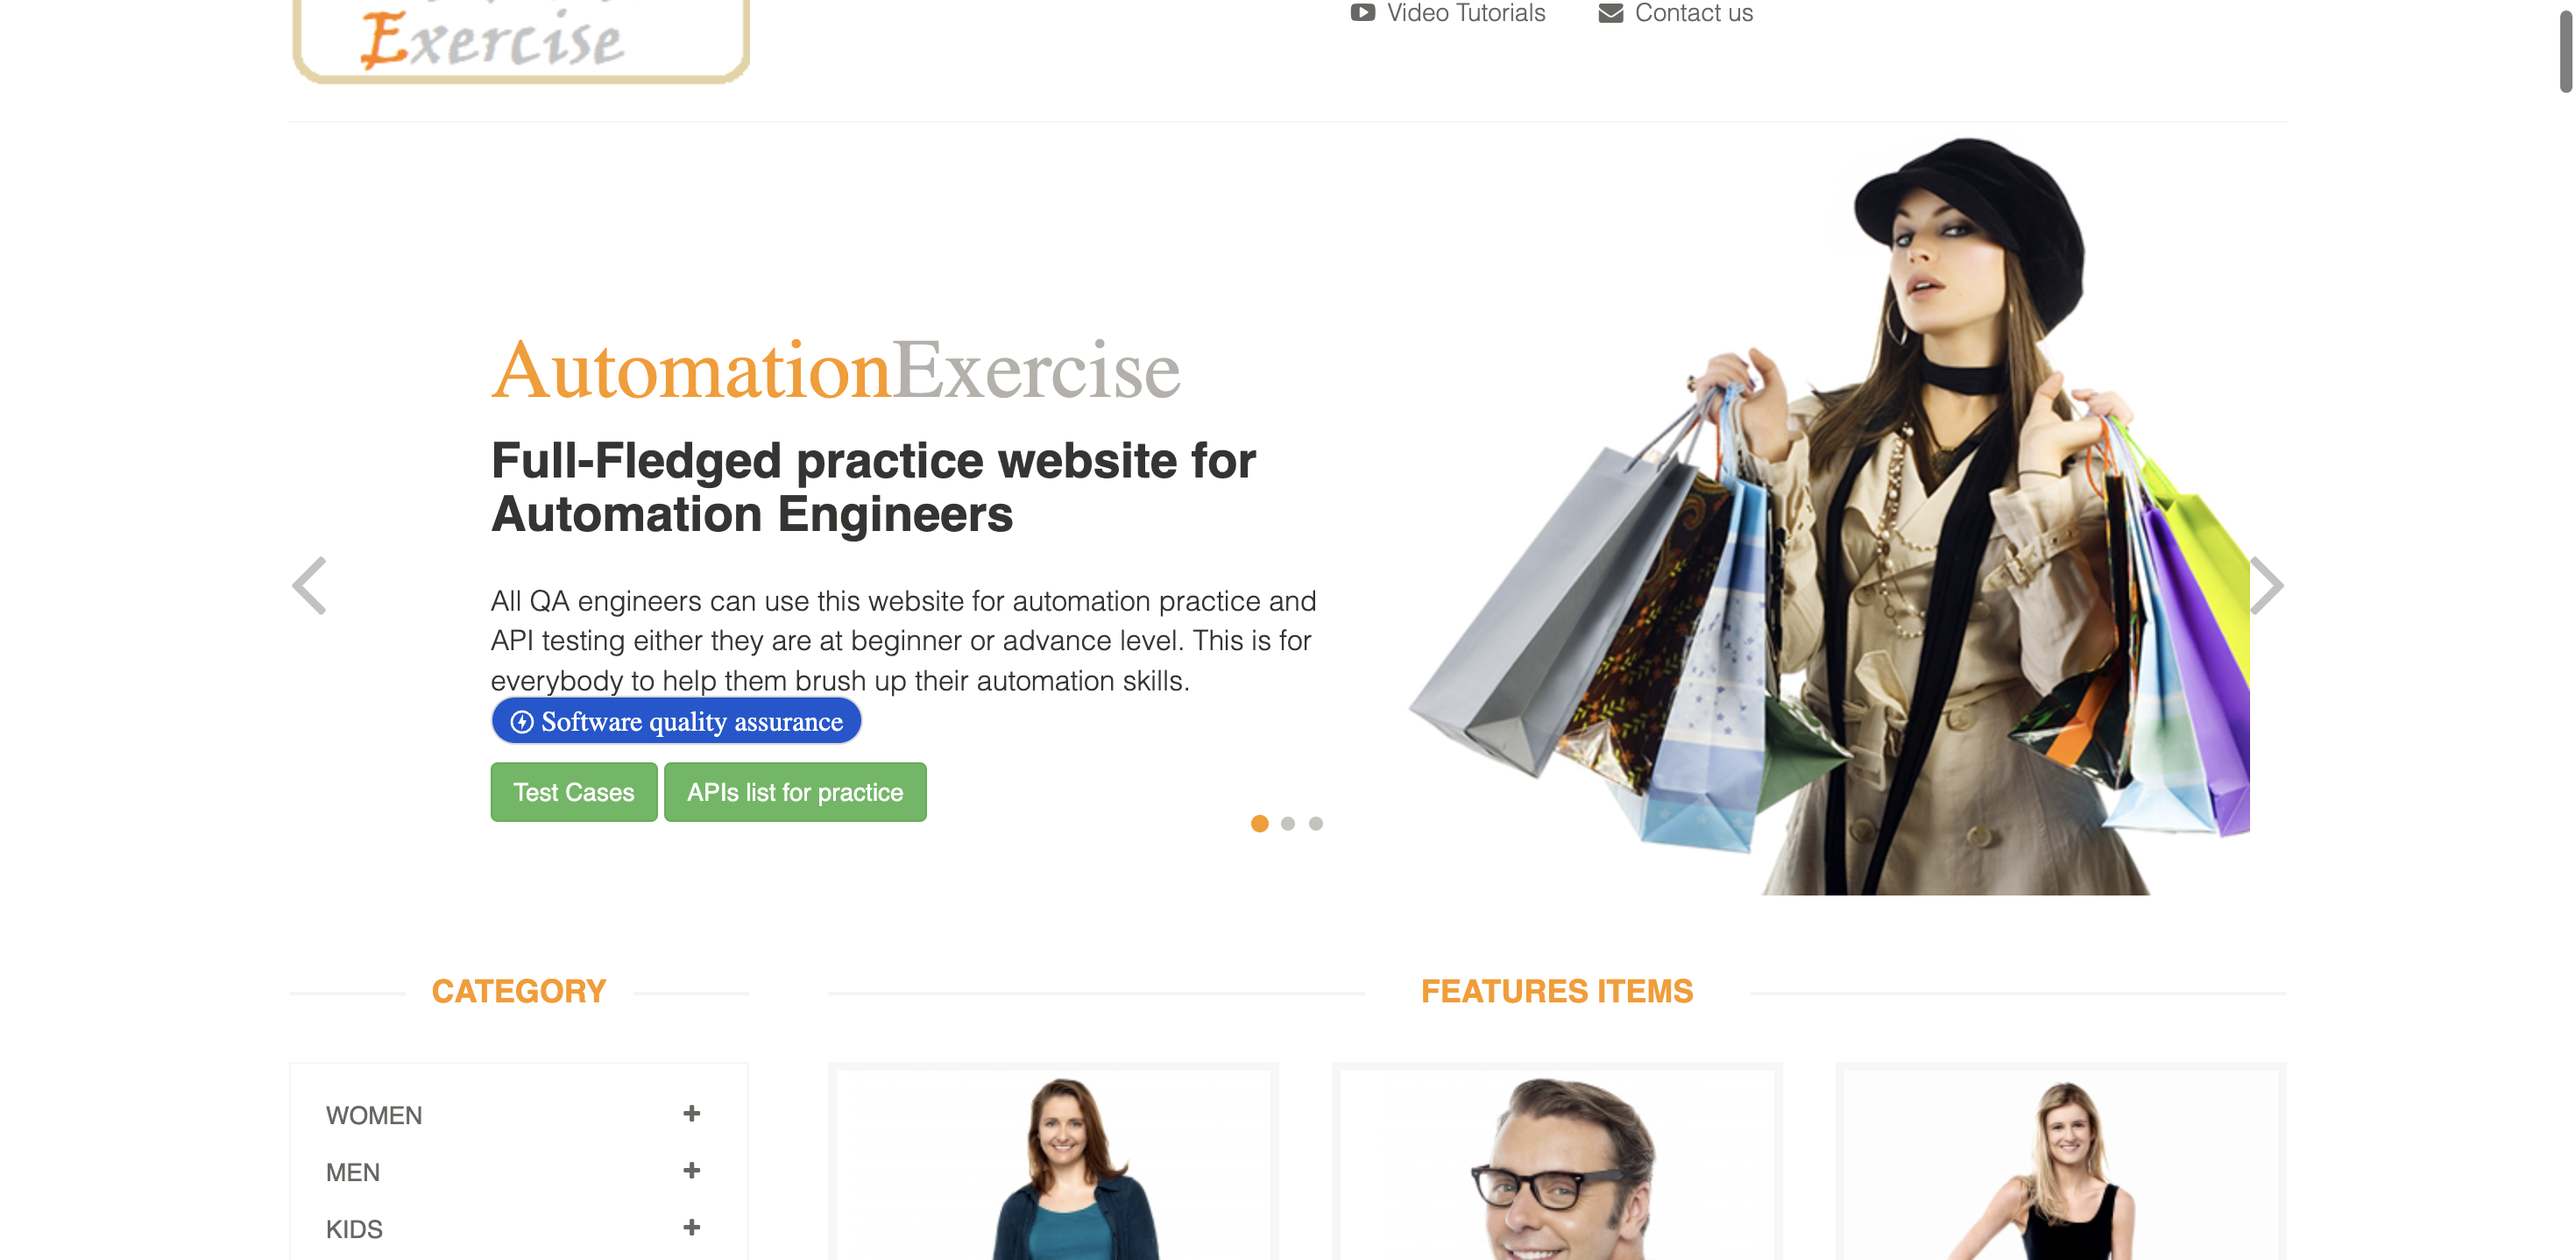 Exercise
Video Tutorials
Contact us
AutomationExercise
Full-Fledged practice website for
Automation Engineers
All QA engineers can use this website for automation practice and
API testing either they are at beginner or advance level. This is for
everybody to help them brush up their automation skills.
Software quality assurance
Test Cases
APIs list for practice
CATEGORY
WOMEN
MEN
KIDS
FEATURES ITEMS